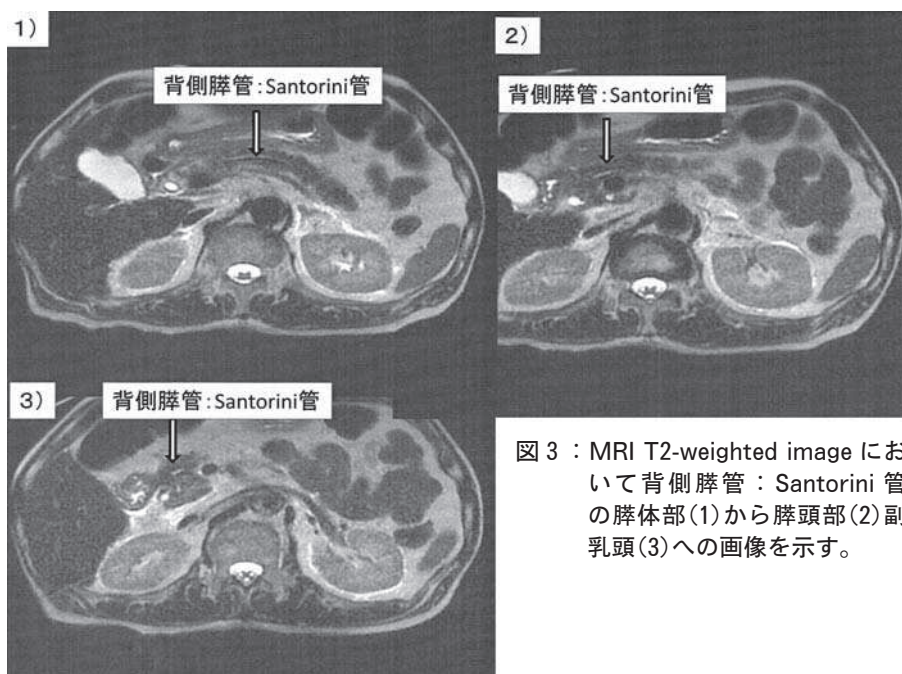 1）
背側膵管：Santorini管
2）
背側膵管：Santorini管
3）
背側膵管：Santorini管
図3：MRI T2-weighted image にお
いて背側膵管：Santorini 管
の膵体部(1)から膵頭部(2)副
乳頭(3)への画像を示す。